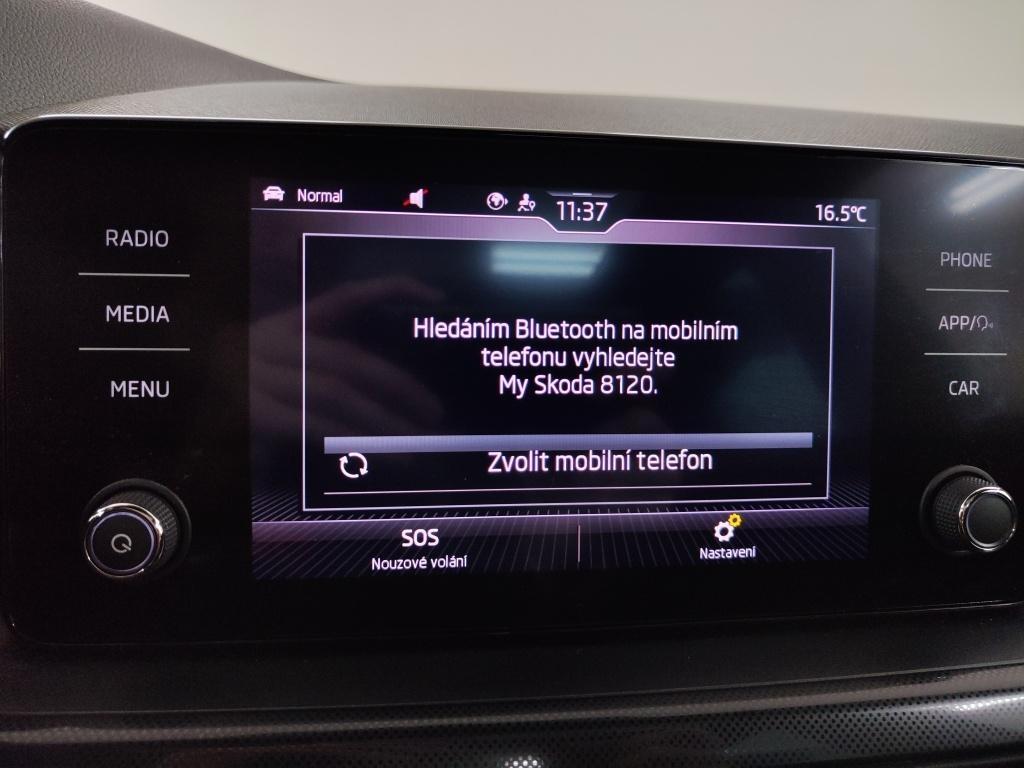 RADIO
MEDIA
MENU
Normal
11:37
16.5°C
Hledáním Bluetooth na mobilním
telefonu vyhledejte
My Skoda 8120.
Zvolit mobilní telefon
SOS
Nouzové volání
Nastavení
PHONE
APP/
CAR